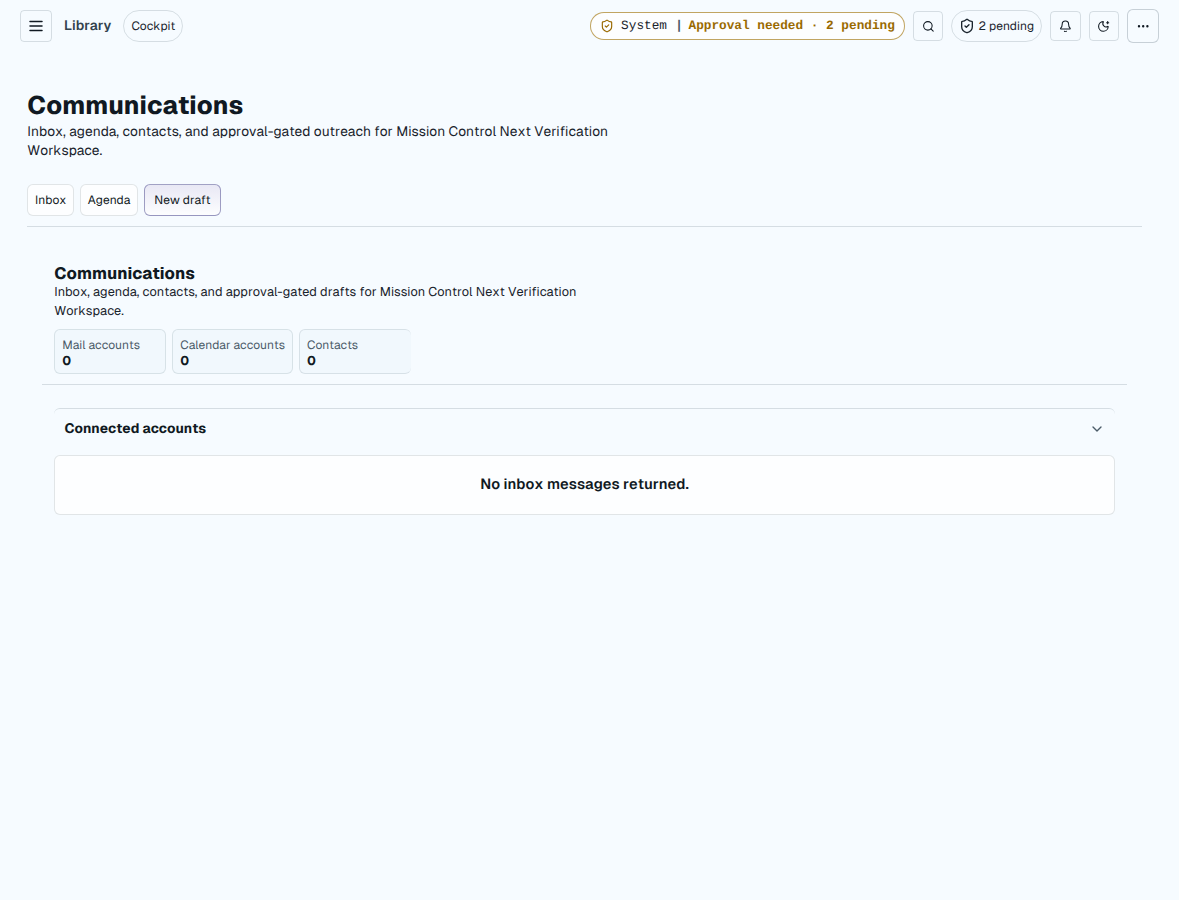 Library
Cockpit
System | Approval needed · 2 pending
2 pending
Communications
Inbox, agenda, contacts, and approval-gated outreach for Mission Control Next Verification
Workspace.
Inbox
Agenda
New draft
Communications
Inbox, agenda, contacts, and approval-gated drafts for Mission Control Next Verification
Workspace.
Mail accounts
0
Calendar accounts
0
Contacts
0
Connected accounts
No inbox messages returned.